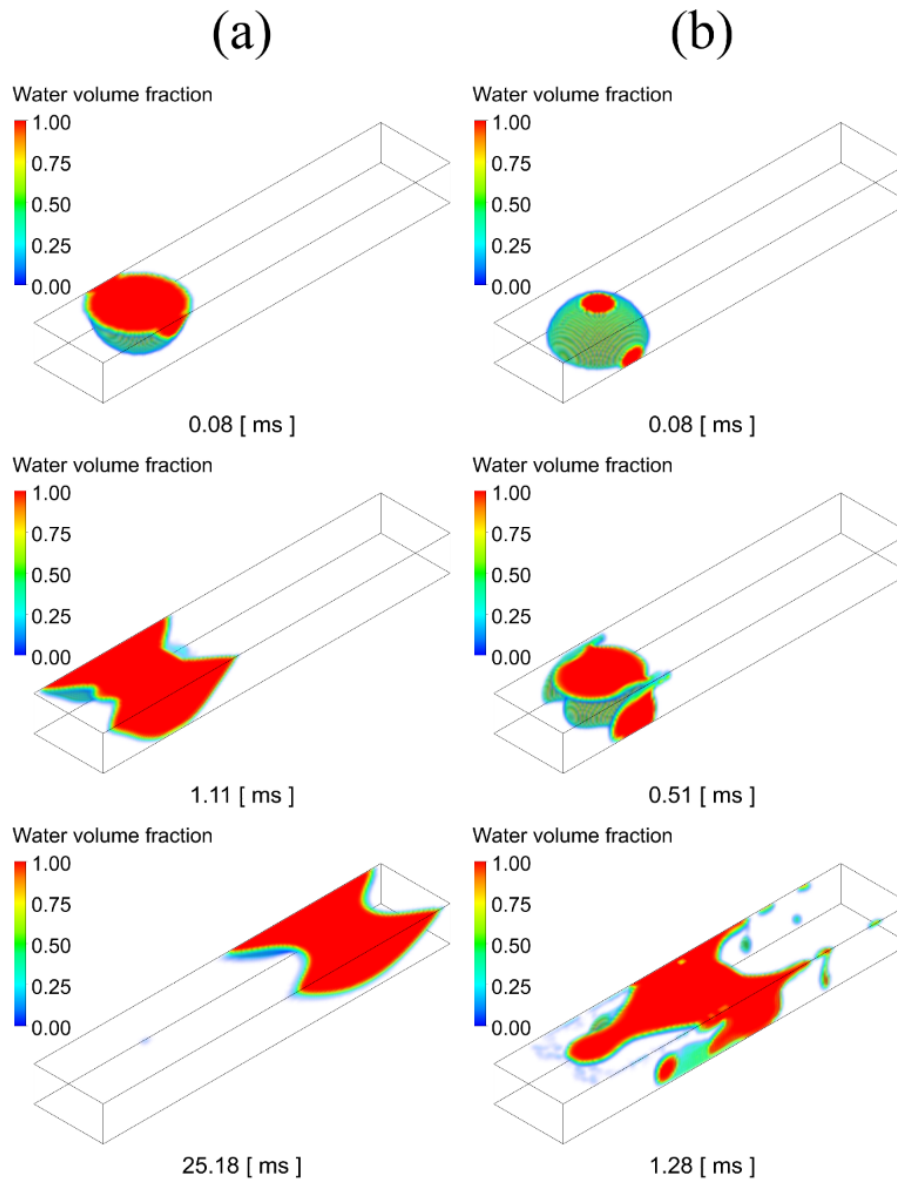 (a) (b)
Water volume fraction Water volume fraction
1.00 1.00
0.75 0.75
0.50 0.50
0.25 0.25
0.00 0.00
0.08 [ ms ] 0.08 [ ms ]
Water volume fraction Water volume fraction
1.00 1.00
0.75 0.75
0.50 0.50
0.25 0.25
0.00 0.00
1.11 [ ms ] 0.51 [ ms ]
Water volume fraction Water volume fraction
1.00 1.00
0.75 0.75
0.50 0.50
0.25 0.25
0.00 0.00
25.18 [ ms ] 1.28 [ ms ]